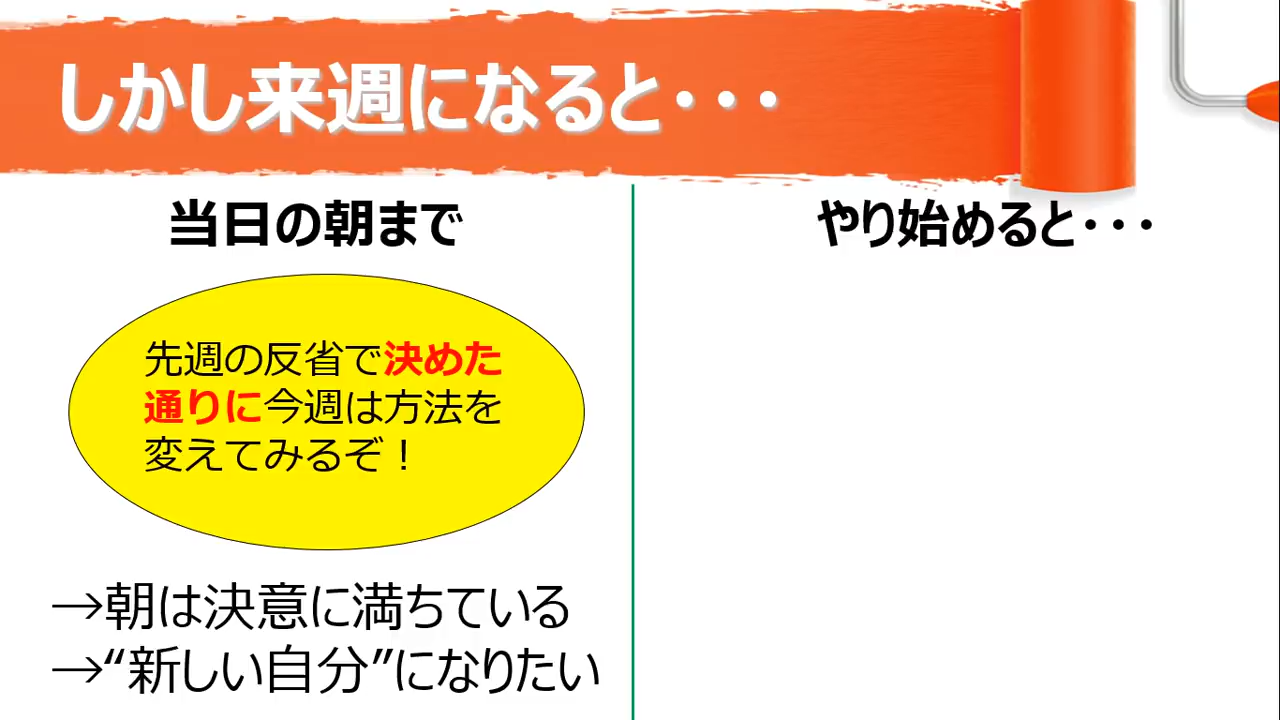 しかし来週になると・・・
当日の朝まで
先週の反省で決めた
通りに今週は方法を
変えてみるぞ！
→朝は決意に満ちている
→“新しい自分”になりたい
やり始めると・・・